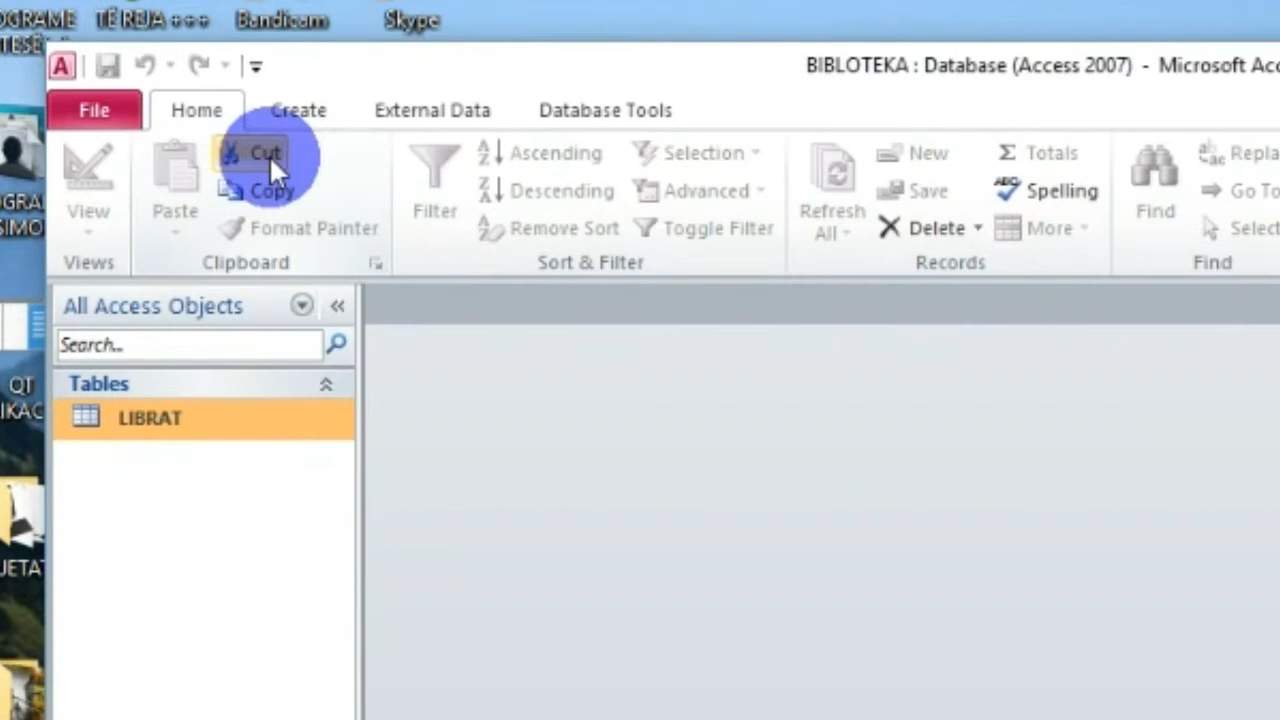 TË REJA +++ Bandicam Skype
BIBLOTEKA : Database (Access 2007) - Microsoft Acc
File Home Create External Data Database Tools
View
Views
Paste
Cut
Copy
Format Painter
Clipboard
Filter
Ascending
Descending
Remove Sort
Selection
Advanced
Toggle Filter
Sort & Filter
Refresh
All
New
Save
Delete
Totals
Spelling
More
Records
Find
Repla
Go To
Select
Find
All Access Objects
Search...
Tables
LIBRAT